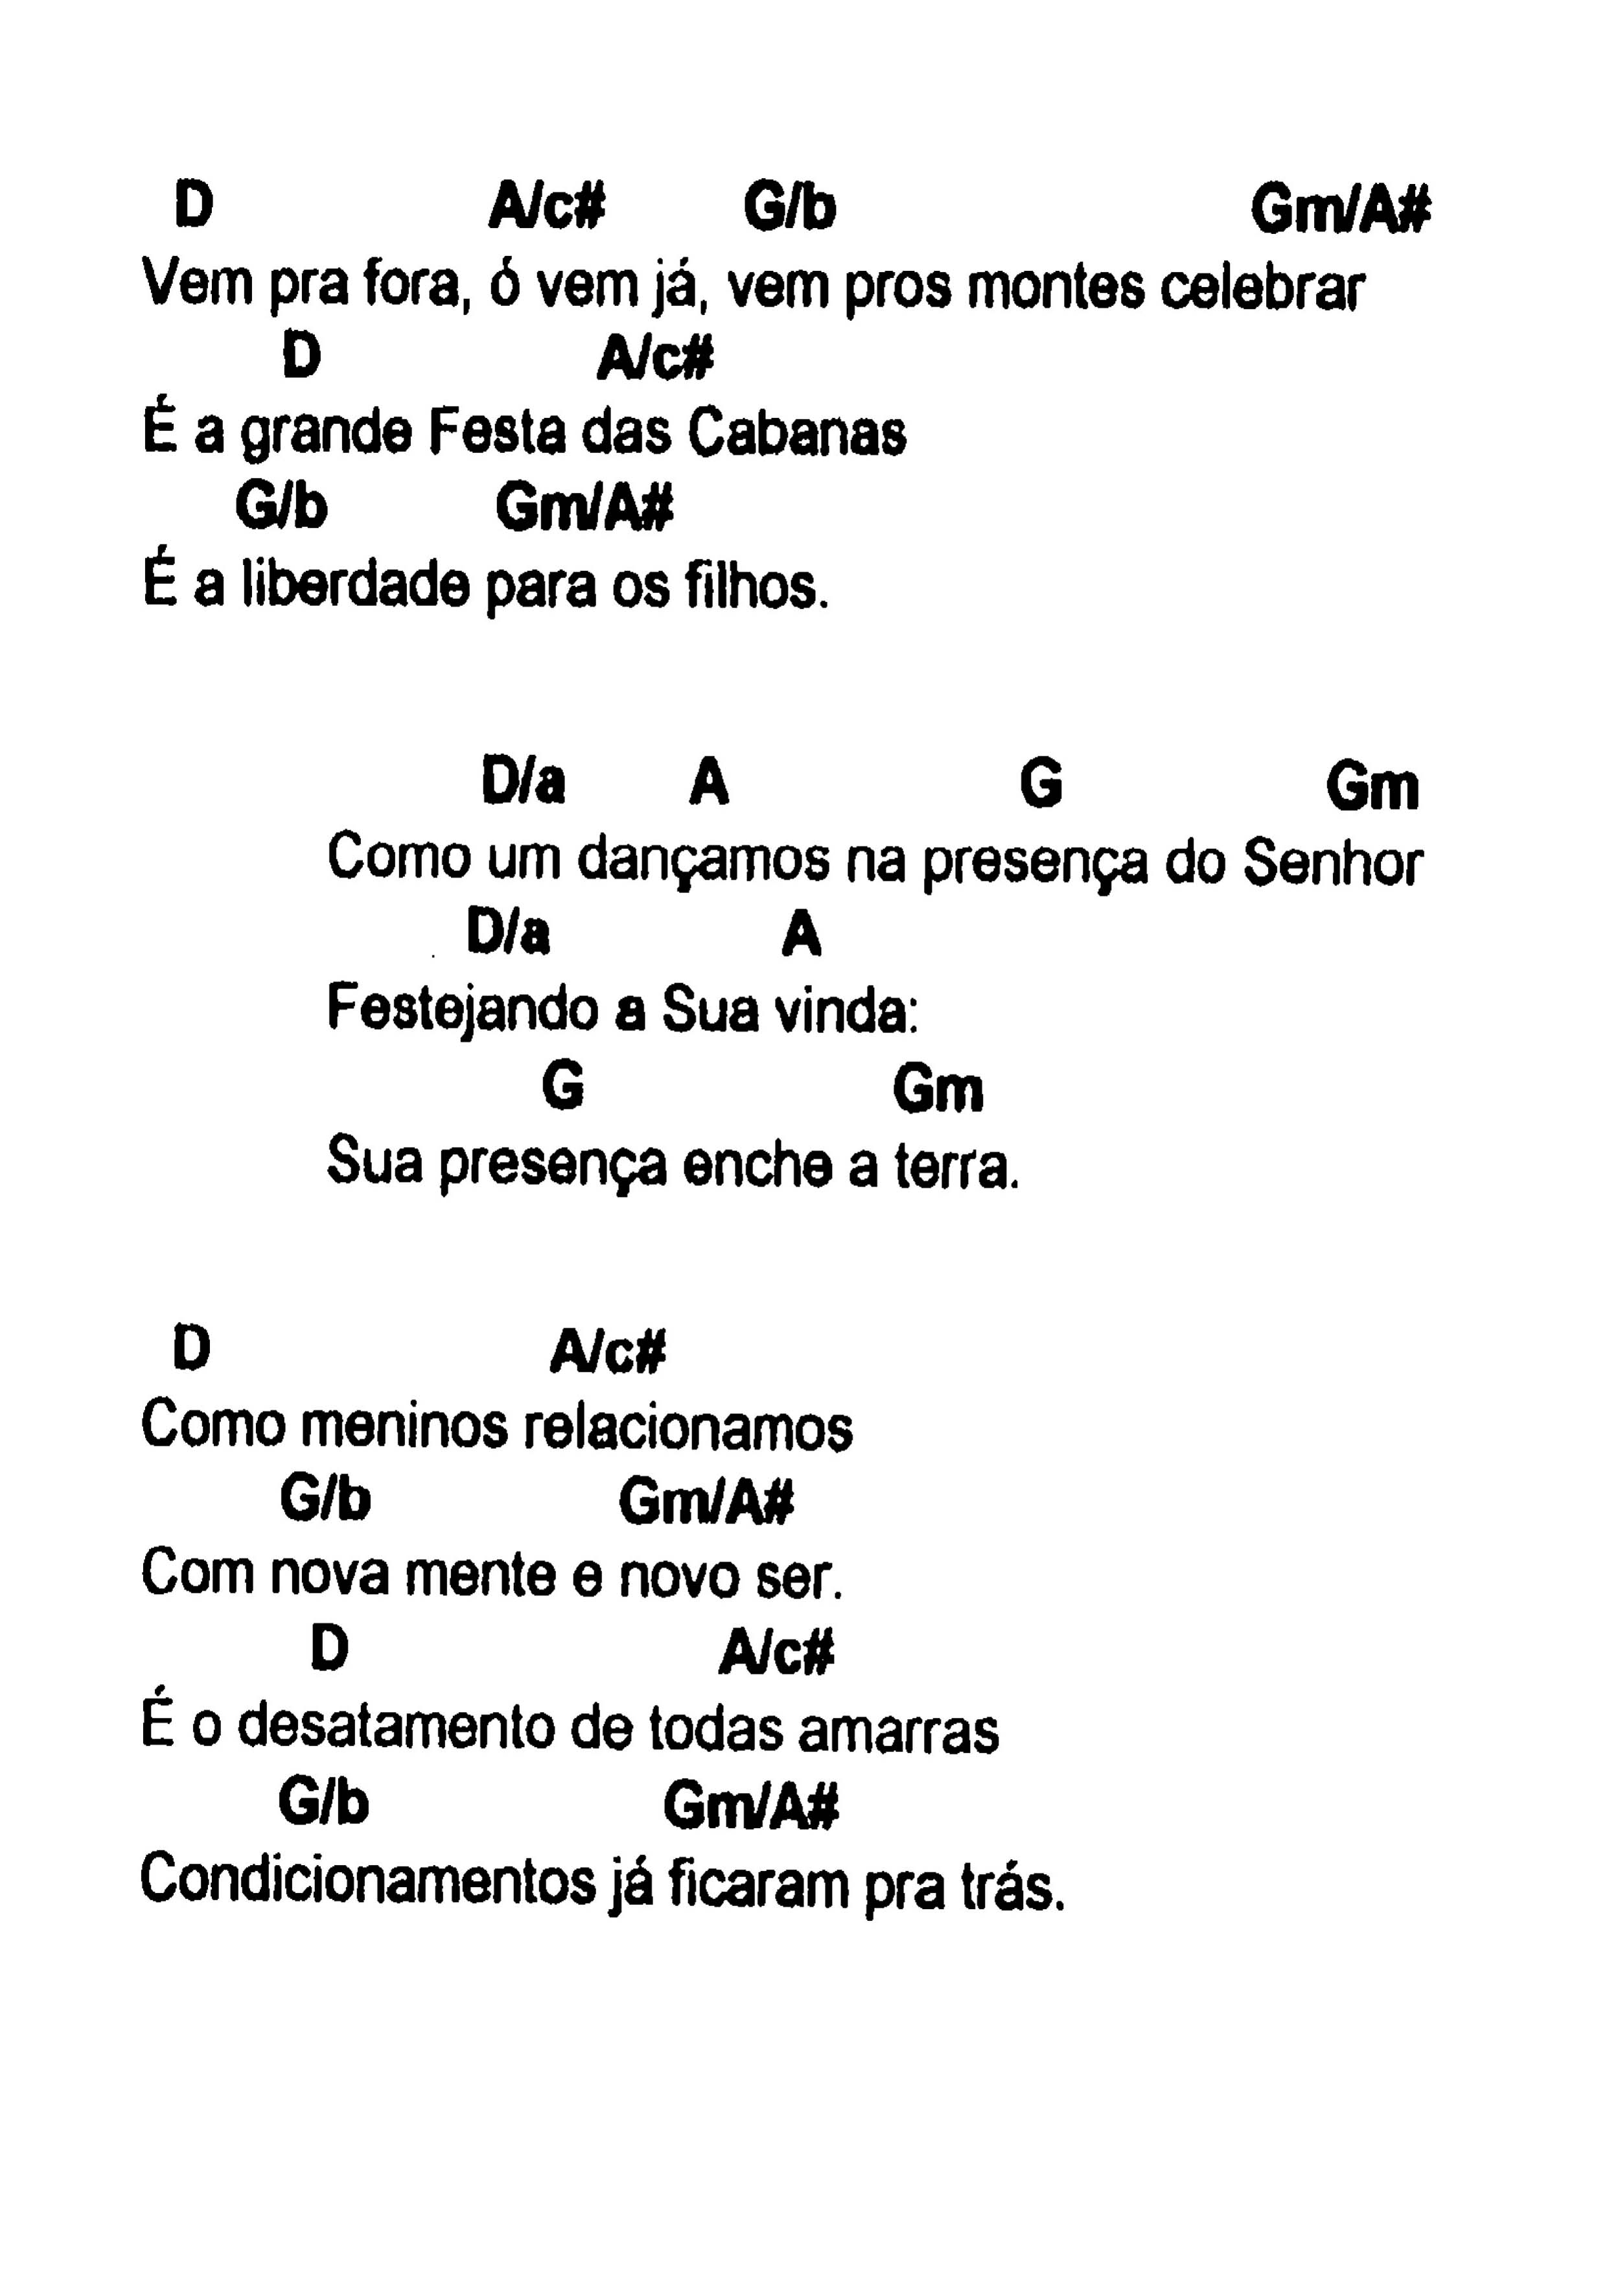 D A/c# G/b Gm/A#
Vem pra fora, ó vem já, vem pros montes celebrar
D A/c#
É a grande Festa das Cabanas
G/b Gm/A#
É a liberdade para os filhos.
D/a A G Gm
Como um dançamos na presença do Senhor
D/a A
Festejando a Sua vinda:
G Gm
Sua presença enche a terra.
D A/c#
Como meninos relacionamos
G/b Gm/A#
Com nova mente e novo ser.
D A/c#
É o desatamento de todas amarras
G/b Gm/A#
Condicionamentos já ficaram pra trás.